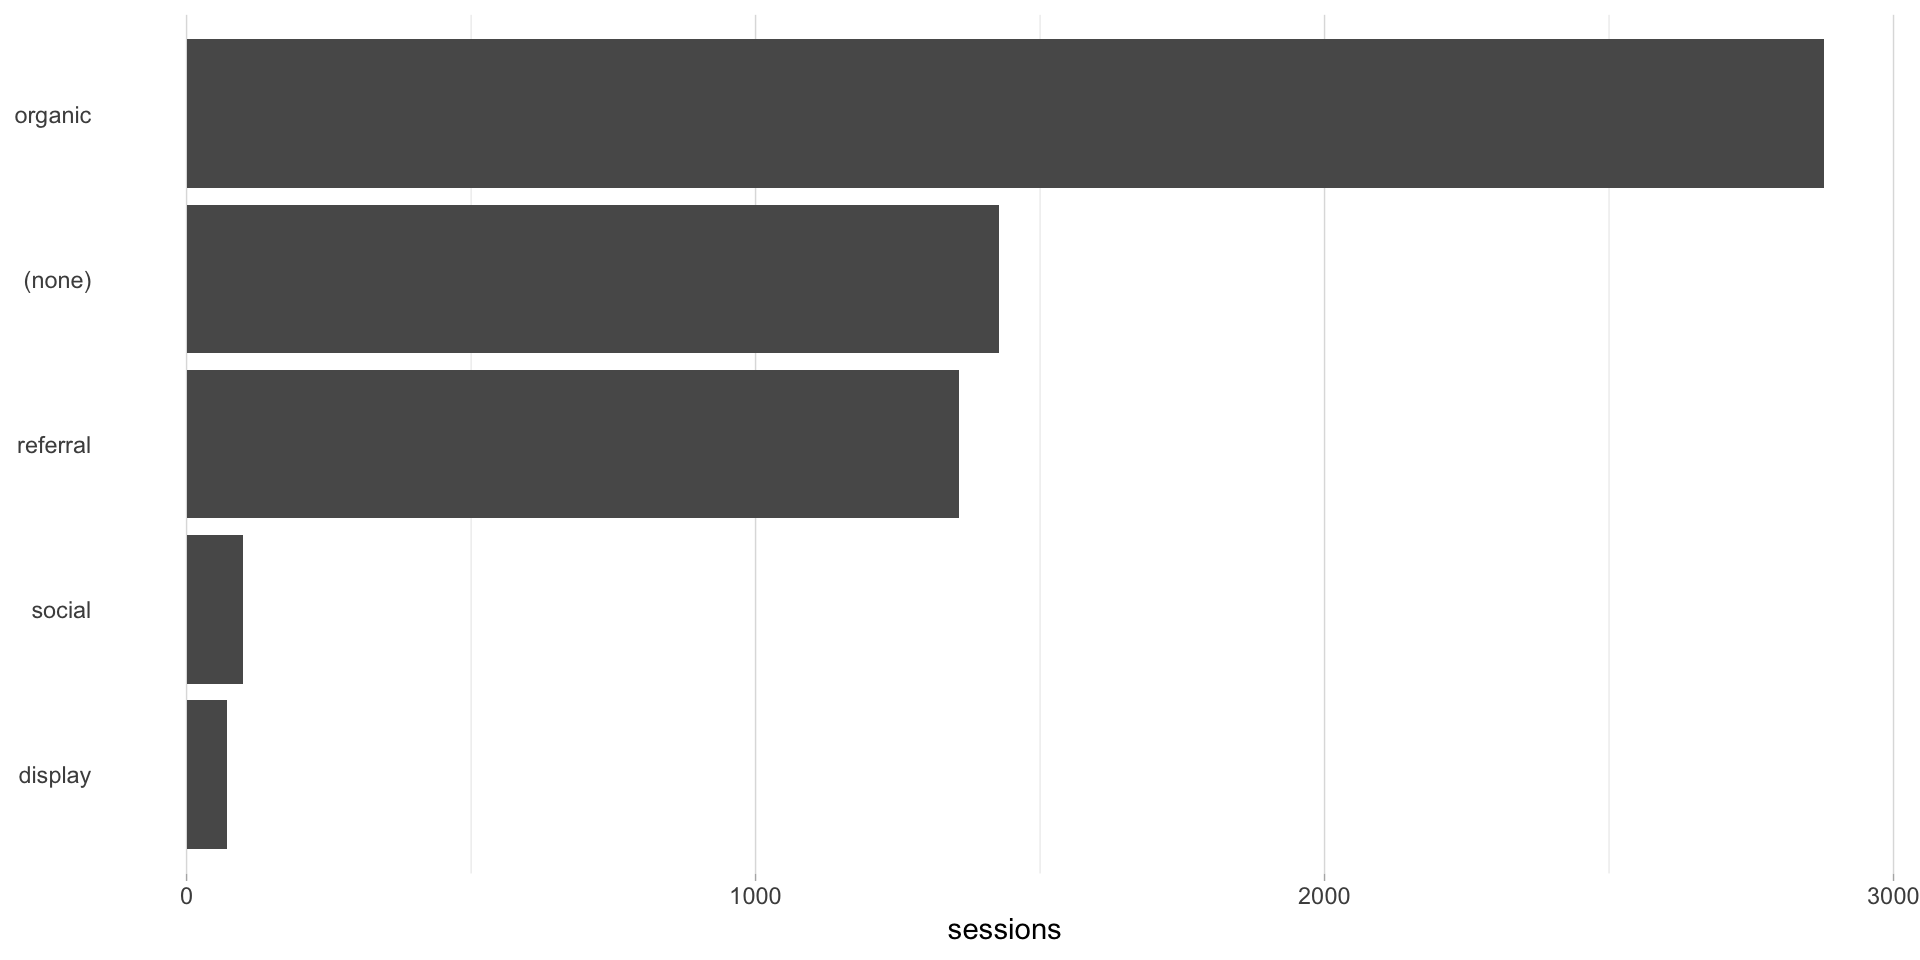 organic
(none)
referral
social
display
0 1000 2000 3000
sessions